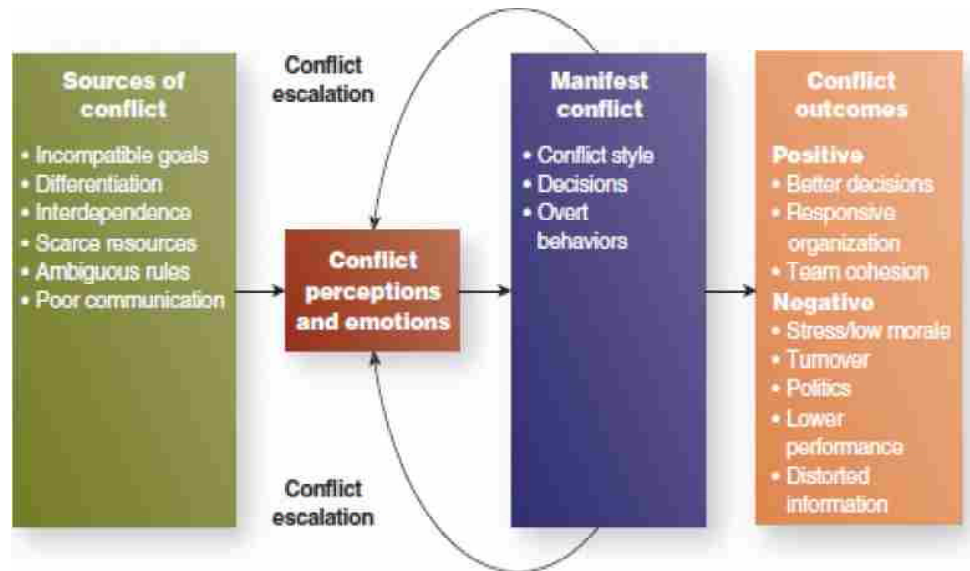 Sources of
conflict
• Incompatible goals
• Differentiation
• Interdependence
• Scarce resources
• Ambiguous rules
• Poor communication
Conflict
escalation
Conflict
perceptions
and emotions
Conflict
escalation
Manifest
conflict
• Conflict style
• Decisions
• Overt
behaviors
Conflict
outcomes
Positive
• Better decisions
• Responsive
organization
• Team cohesion
Negative
• Stress/low morale
• Turnover
• Politics
• Lower
performance
• Distorted
information